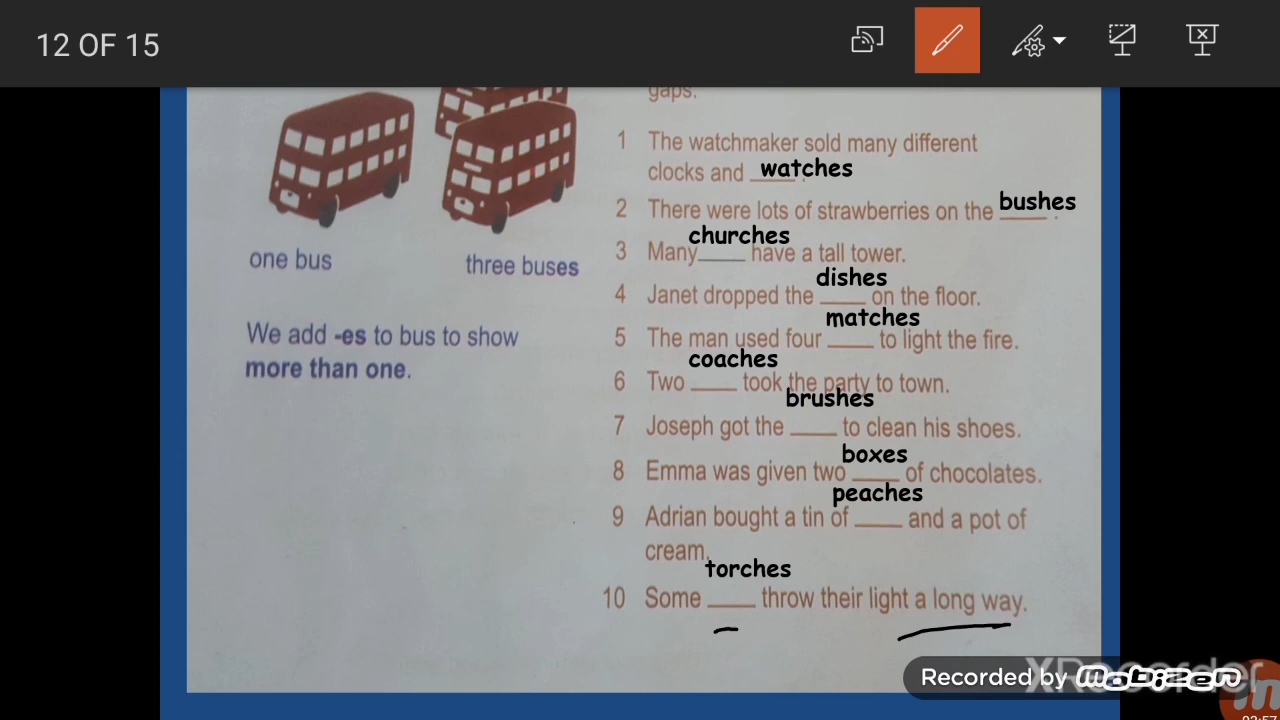 12 OF 15
gaps.
1 The watchmaker sold many different
clocks and ____. watches
2 There were lots of strawberries on the ____. bushes
3 Many ____ have a tall tower. churches
4 Janet dropped the ____ on the floor. dishes
5 The man used four ____ to light the fire. matches
6 Two ____ took the party to town. coaches
7 Joseph got the ____ to clean his shoes. brushes
8 Emma was given two ____ of chocolates. boxes
9 Adrian bought a tin of ____ and a pot of peaches
cream.
10 Some ____ throw their light a long way. torches
one bus
three buses
We add -es to bus to show
more than one.
XRecorder
Recorded by Mobizen